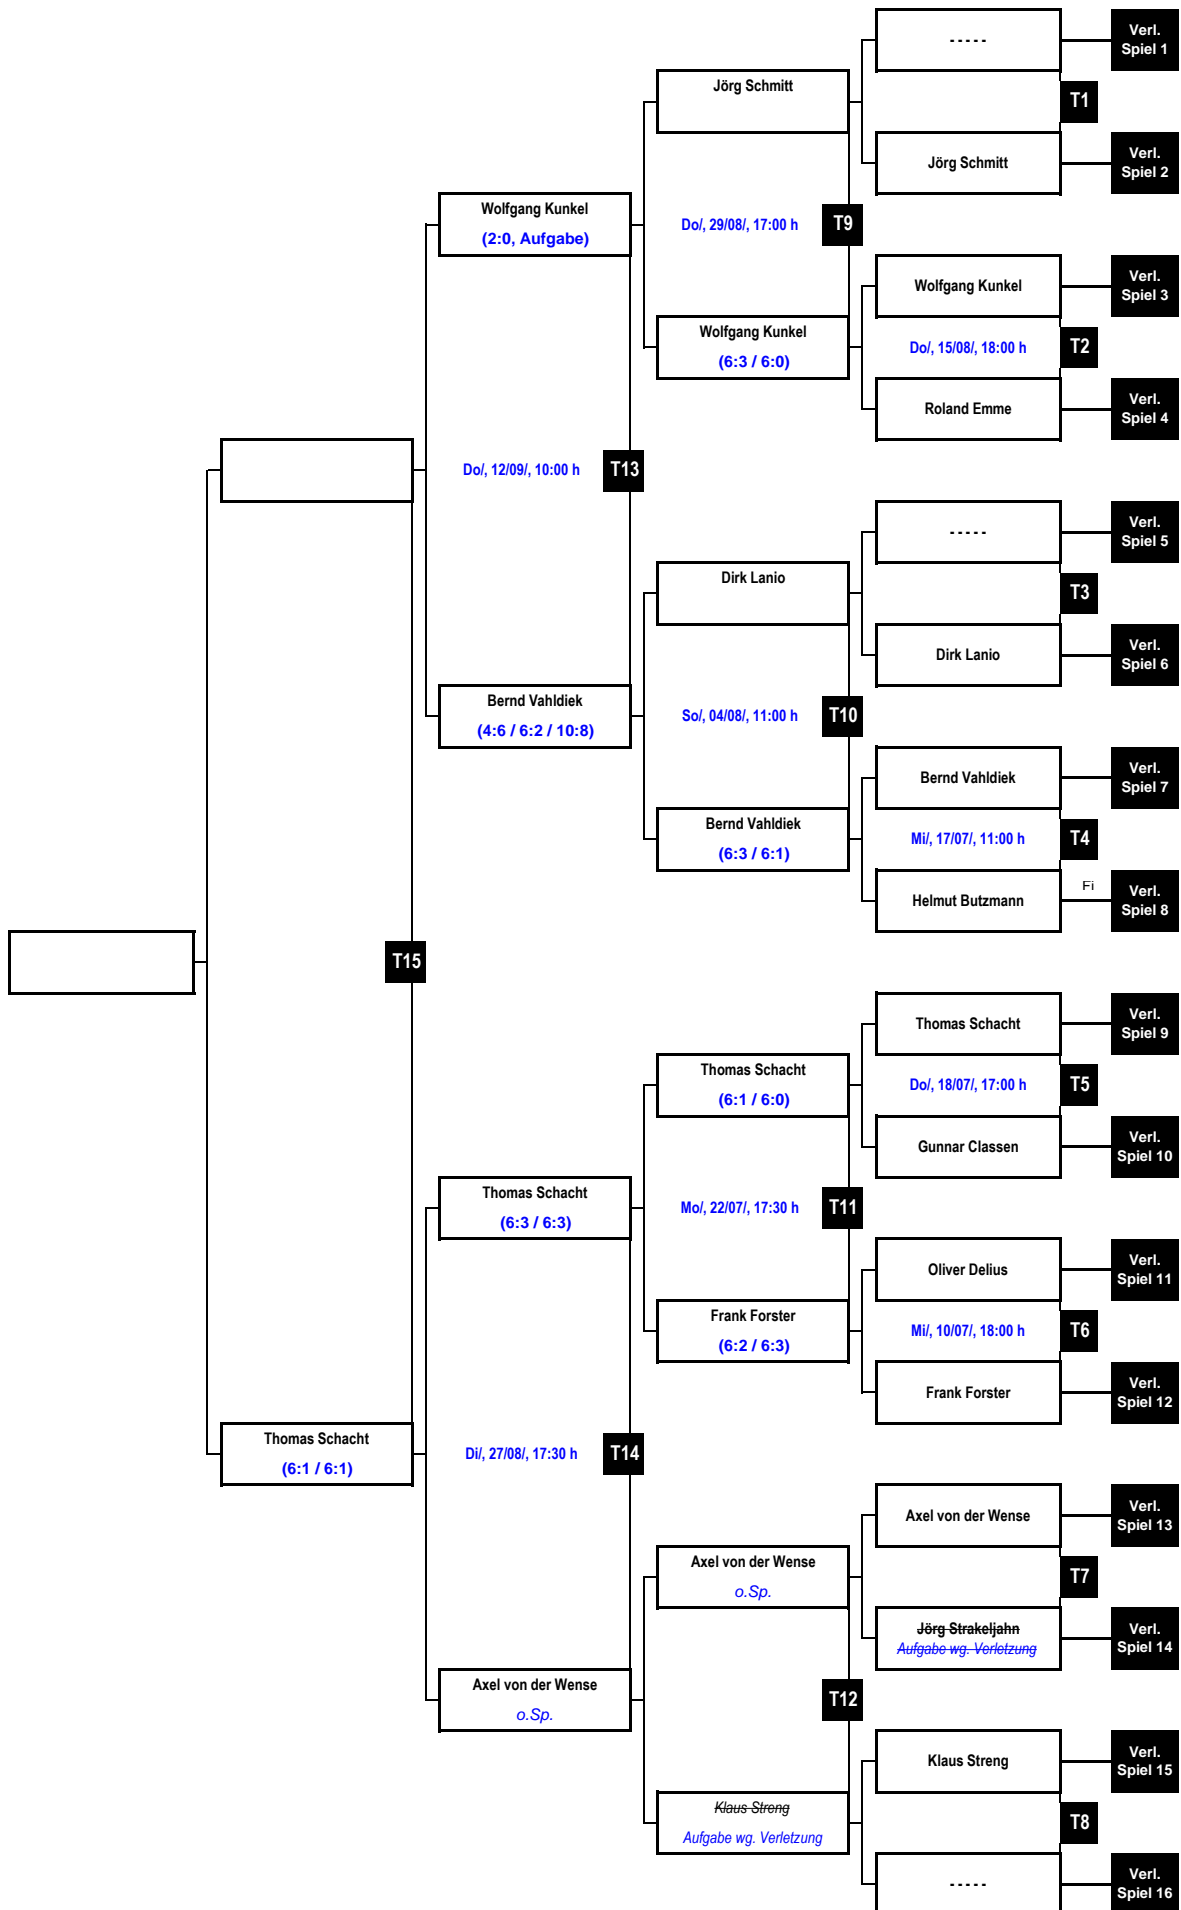 - - - - -
Verl.
Spiel 1
Jörg Schmitt
T1
Jörg Schmitt
Verl.
Spiel 2
Wolfgang Kunkel
(2:0, Aufgabe)
Do/, 29/08/, 17:00 h
T9
Wolfgang Kunkel
Verl.
Spiel 3
Wolfgang Kunkel
(6:3 / 6:0)
Do/, 15/08/, 18:00 h
T2
Roland Emme
Verl.
Spiel 4
Do/, 12/09/, 10:00 h
T13
- - - - -
Verl.
Spiel 5
Dirk Lanio
T3
Dirk Lanio
Verl.
Spiel 6
Bernd Vahldiek
(4:6 / 6:2 / 10:8)
So/, 04/08/, 11:00 h
T10
Bernd Vahldiek
Verl.
Spiel 7
Bernd Vahldiek
(6:3 / 6:1)
Mi/, 17/07/, 11:00 h
T4
Helmut Butzmann
Fi
Verl.
Spiel 8
T15
Thomas Schacht
Verl.
Spiel 9
Thomas Schacht
(6:1 / 6:0)
Do/, 18/07/, 17:00 h
T5
Gunnar Classen
Verl.
Spiel 10
Thomas Schacht
(6:3 / 6:3)
Mo/, 22/07/, 17:30 h
T11
Oliver Delius
Verl.
Spiel 11
Frank Forster
(6:2 / 6:3)
Mi/, 10/07/, 18:00 h
T6
Frank Forster
Verl.
Spiel 12
Thomas Schacht
(6:1 / 6:1)
Di/, 27/08/, 17:30 h
T14
Axel von der Wense
Verl.
Spiel 13
Axel von der Wense
o.Sp.
T7
Jörg Strakeljahn
Aufgabe wg. Verletzung
Verl.
Spiel 14
Axel von der Wense
o.Sp.
T12
Klaus Streng
Verl.
Spiel 15
Klaus Streng
Aufgabe wg. Verletzung
T8
- - - - -
Verl.
Spiel 16